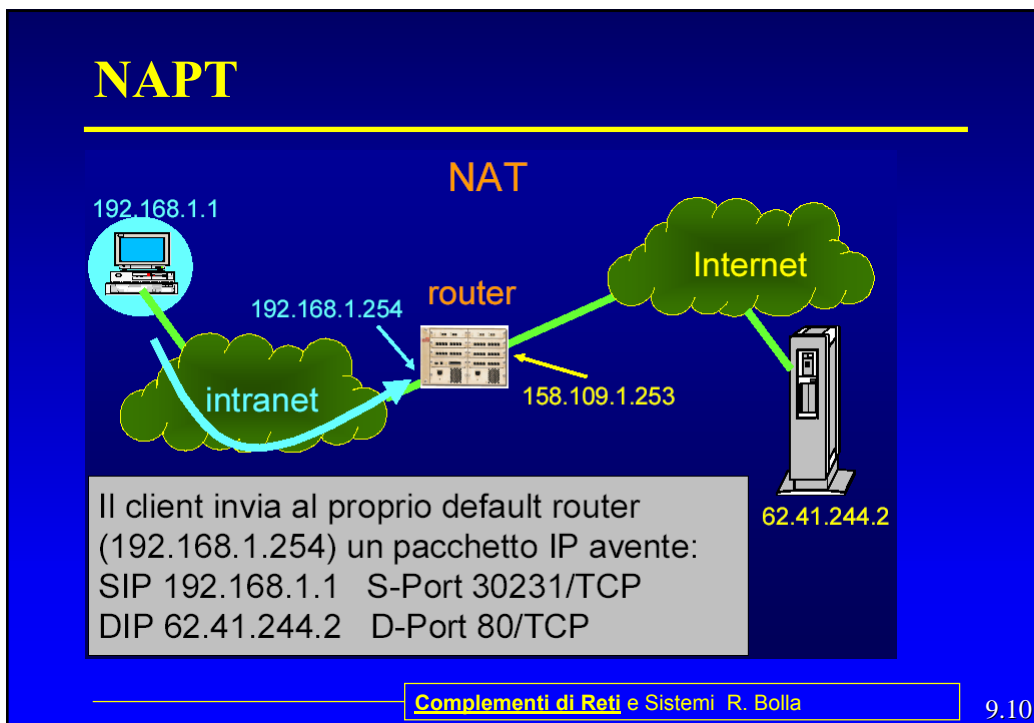 NAPT
NAT
192.168.1.1
Internet
router
192.168.1.254
intranet
158.109.1.253
62.41.244.2
Il client invia al proprio default router
(192.168.1.254) un pacchetto IP avente:
SIP 192.168.1.1 S-Port 30231/TCP
DIP 62.41.244.2 D-Port 80/TCP
Complementi di Reti e Sistemi R. Bolla
9.10